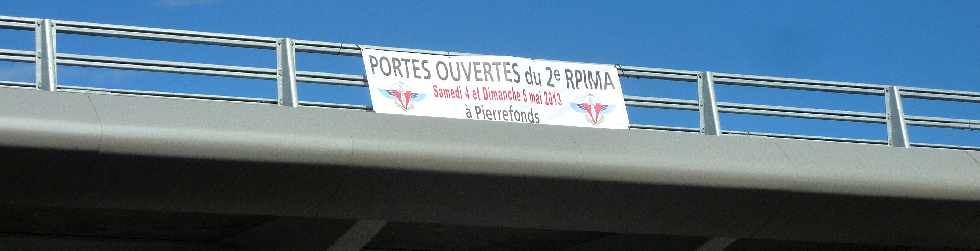 PORTES OUVERTES du 2e RPIMA
Samedi 4 et Dimanche 5 mai 2013
à Pierrefonds